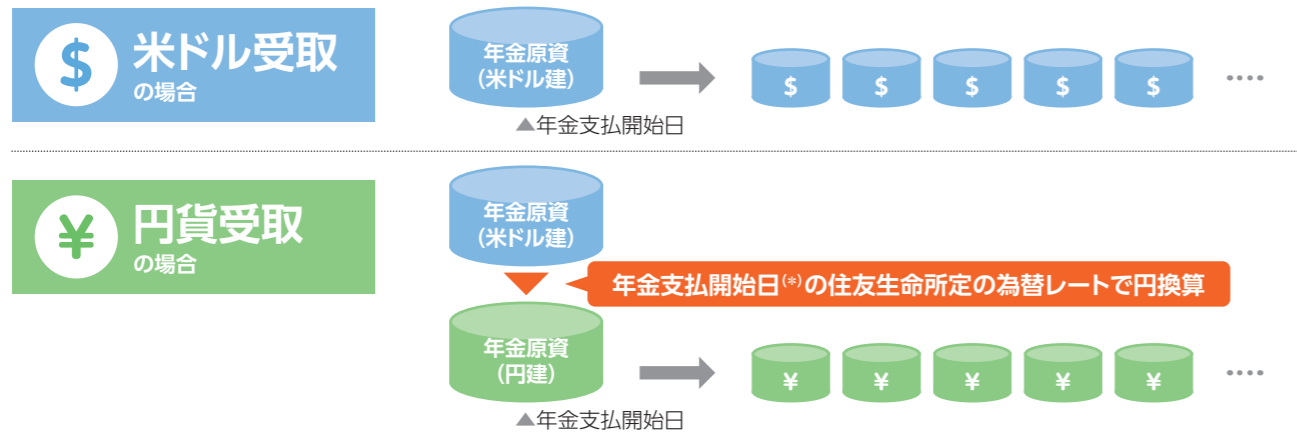 $ 米ドル受取
の場合
年金原資
(米ドル建)
$ $ $ $ $ ····
▲年金支払開始日
¥ 円貨受取
の場合
年金原資
(米ドル建)
年金支払開始日(*)の住友生命所定の為替レートで円換算
年金原資
(円建)
¥ ¥ ¥ ¥ ¥ ····
▲年金支払開始日